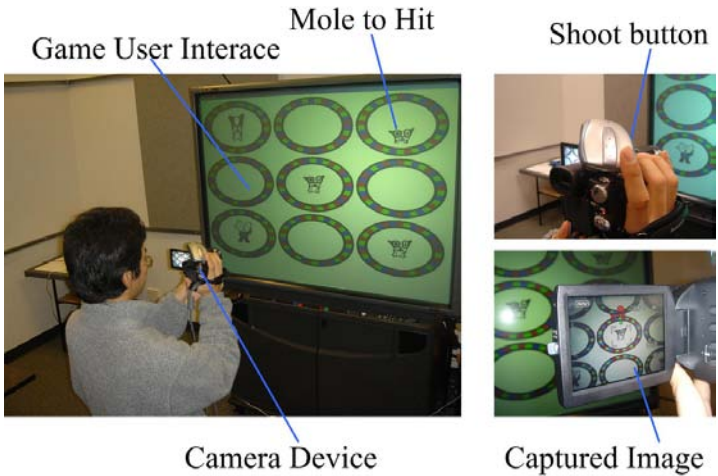 Mole to Hit
Game User Interace
Shoot button
Camera Device
Captured Image